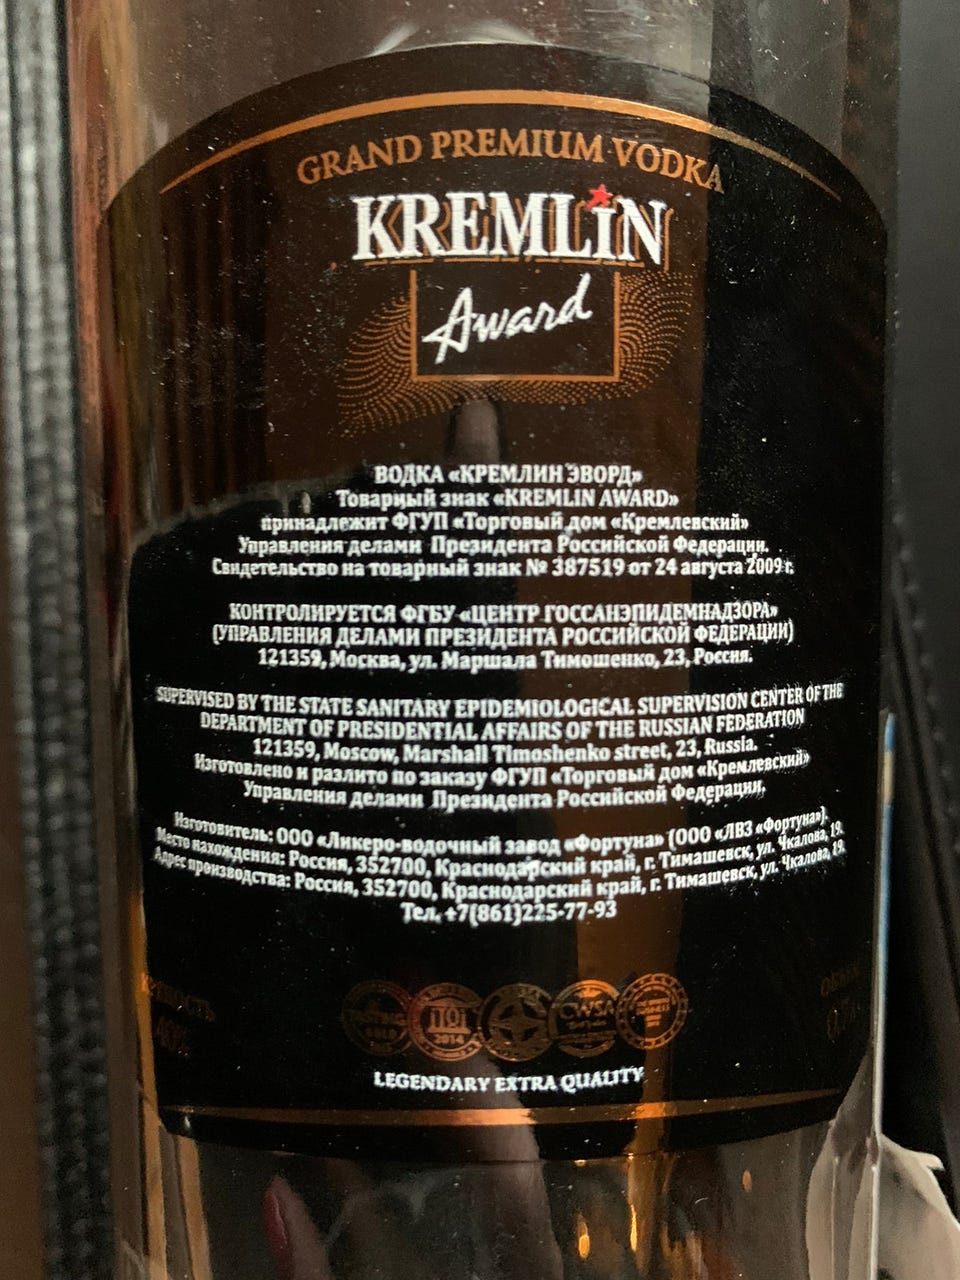 GRAND PREMIUM VODKA
KREMLiN
Award
ВОДКА «КРЕМЛИН ЭВОРД»
Товарный знак «KREMLIN AWARD»
принадлежит ФГУП «Торговый дом «Кремлевский»
Управления делами Президента Российской Федерации.
Свидетельство на товарный знак № 387519 от 24 августа 2009 г.
КОНТРОЛИРУЕТСЯ ФГБУ «ЦЕНТР ГОССАНЭПИДЕМНАДЗОРА»
(УПРАВЛЕНИЯ ДЕЛАМИ ПРЕЗИДЕНТА РОССИЙСКОЙ ФЕДЕРАЦИИ)
121359, Москва, ул. Маршала Тимошенко, 23, Россия.
SUPERVISED BY THE STATE SANITARY EPIDEMIOLOGICAL SUPERVISION CENTER OF THE
DEPARTMENT OF PRESIDENTIAL AFFAIRS OF THE RUSSIAN FEDERATION
121359, Moscow, Marshall Timoshenko street, 23, Russia.
Изготовлено и разлито по заказу ФГУП «Торговый дом «Кремлевский»
Управления делами Президента Российской Федерации.
Изготовитель: ООО «Ликеро-водочный завод «Фортуна» (ООО «ЛВЗ «Фортуна»).
Место нахождения: Россия, 352700, Краснодарский край, г. Тимашевск, ул. Чкалова, 19.
Адрес производства: Россия, 352700, Краснодарский край, г. Тимашевск, ул. Чкалова, 19.
Тел. +7(861)225-77-93
КРЕПОСТЬ
40%
2014
CWSA
LEGENDARY EXTRA QUALITY